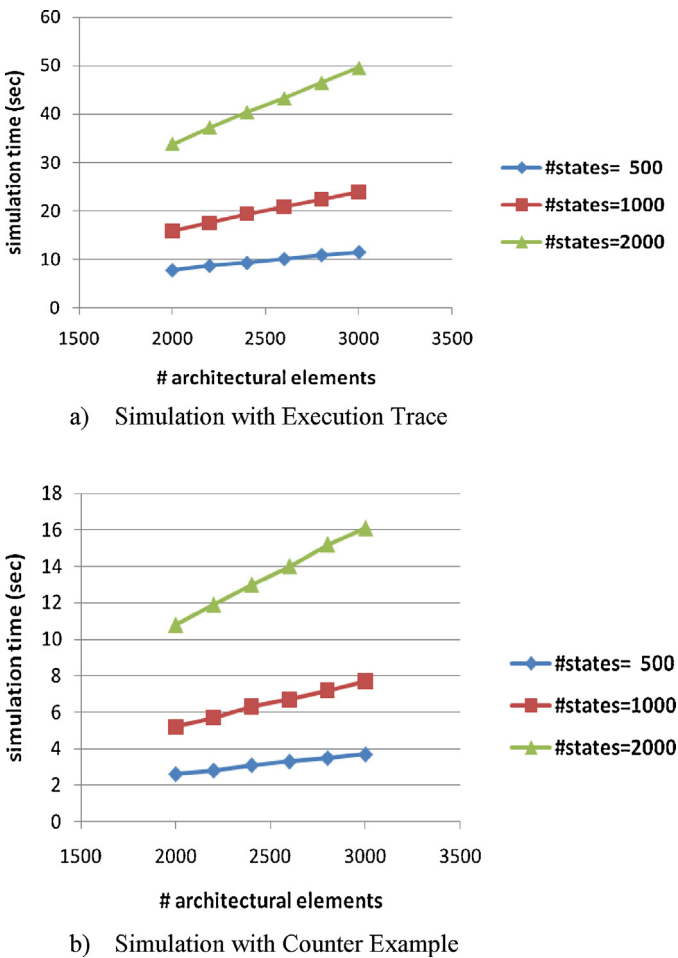 60
50
40
30
20
10
0
1500 2000 2500 3000 3500
simulation time (sec)
# architectural elements
#states= 500
#states=1000
#states=2000
a) Simulation with Execution Trace
18
16
14
12
10
8
6
4
2
0
1500 2000 2500 3000 3500
simulation time (sec)
# architectural elements
#states= 500
#states=1000
#states=2000
b) Simulation with Counter Example